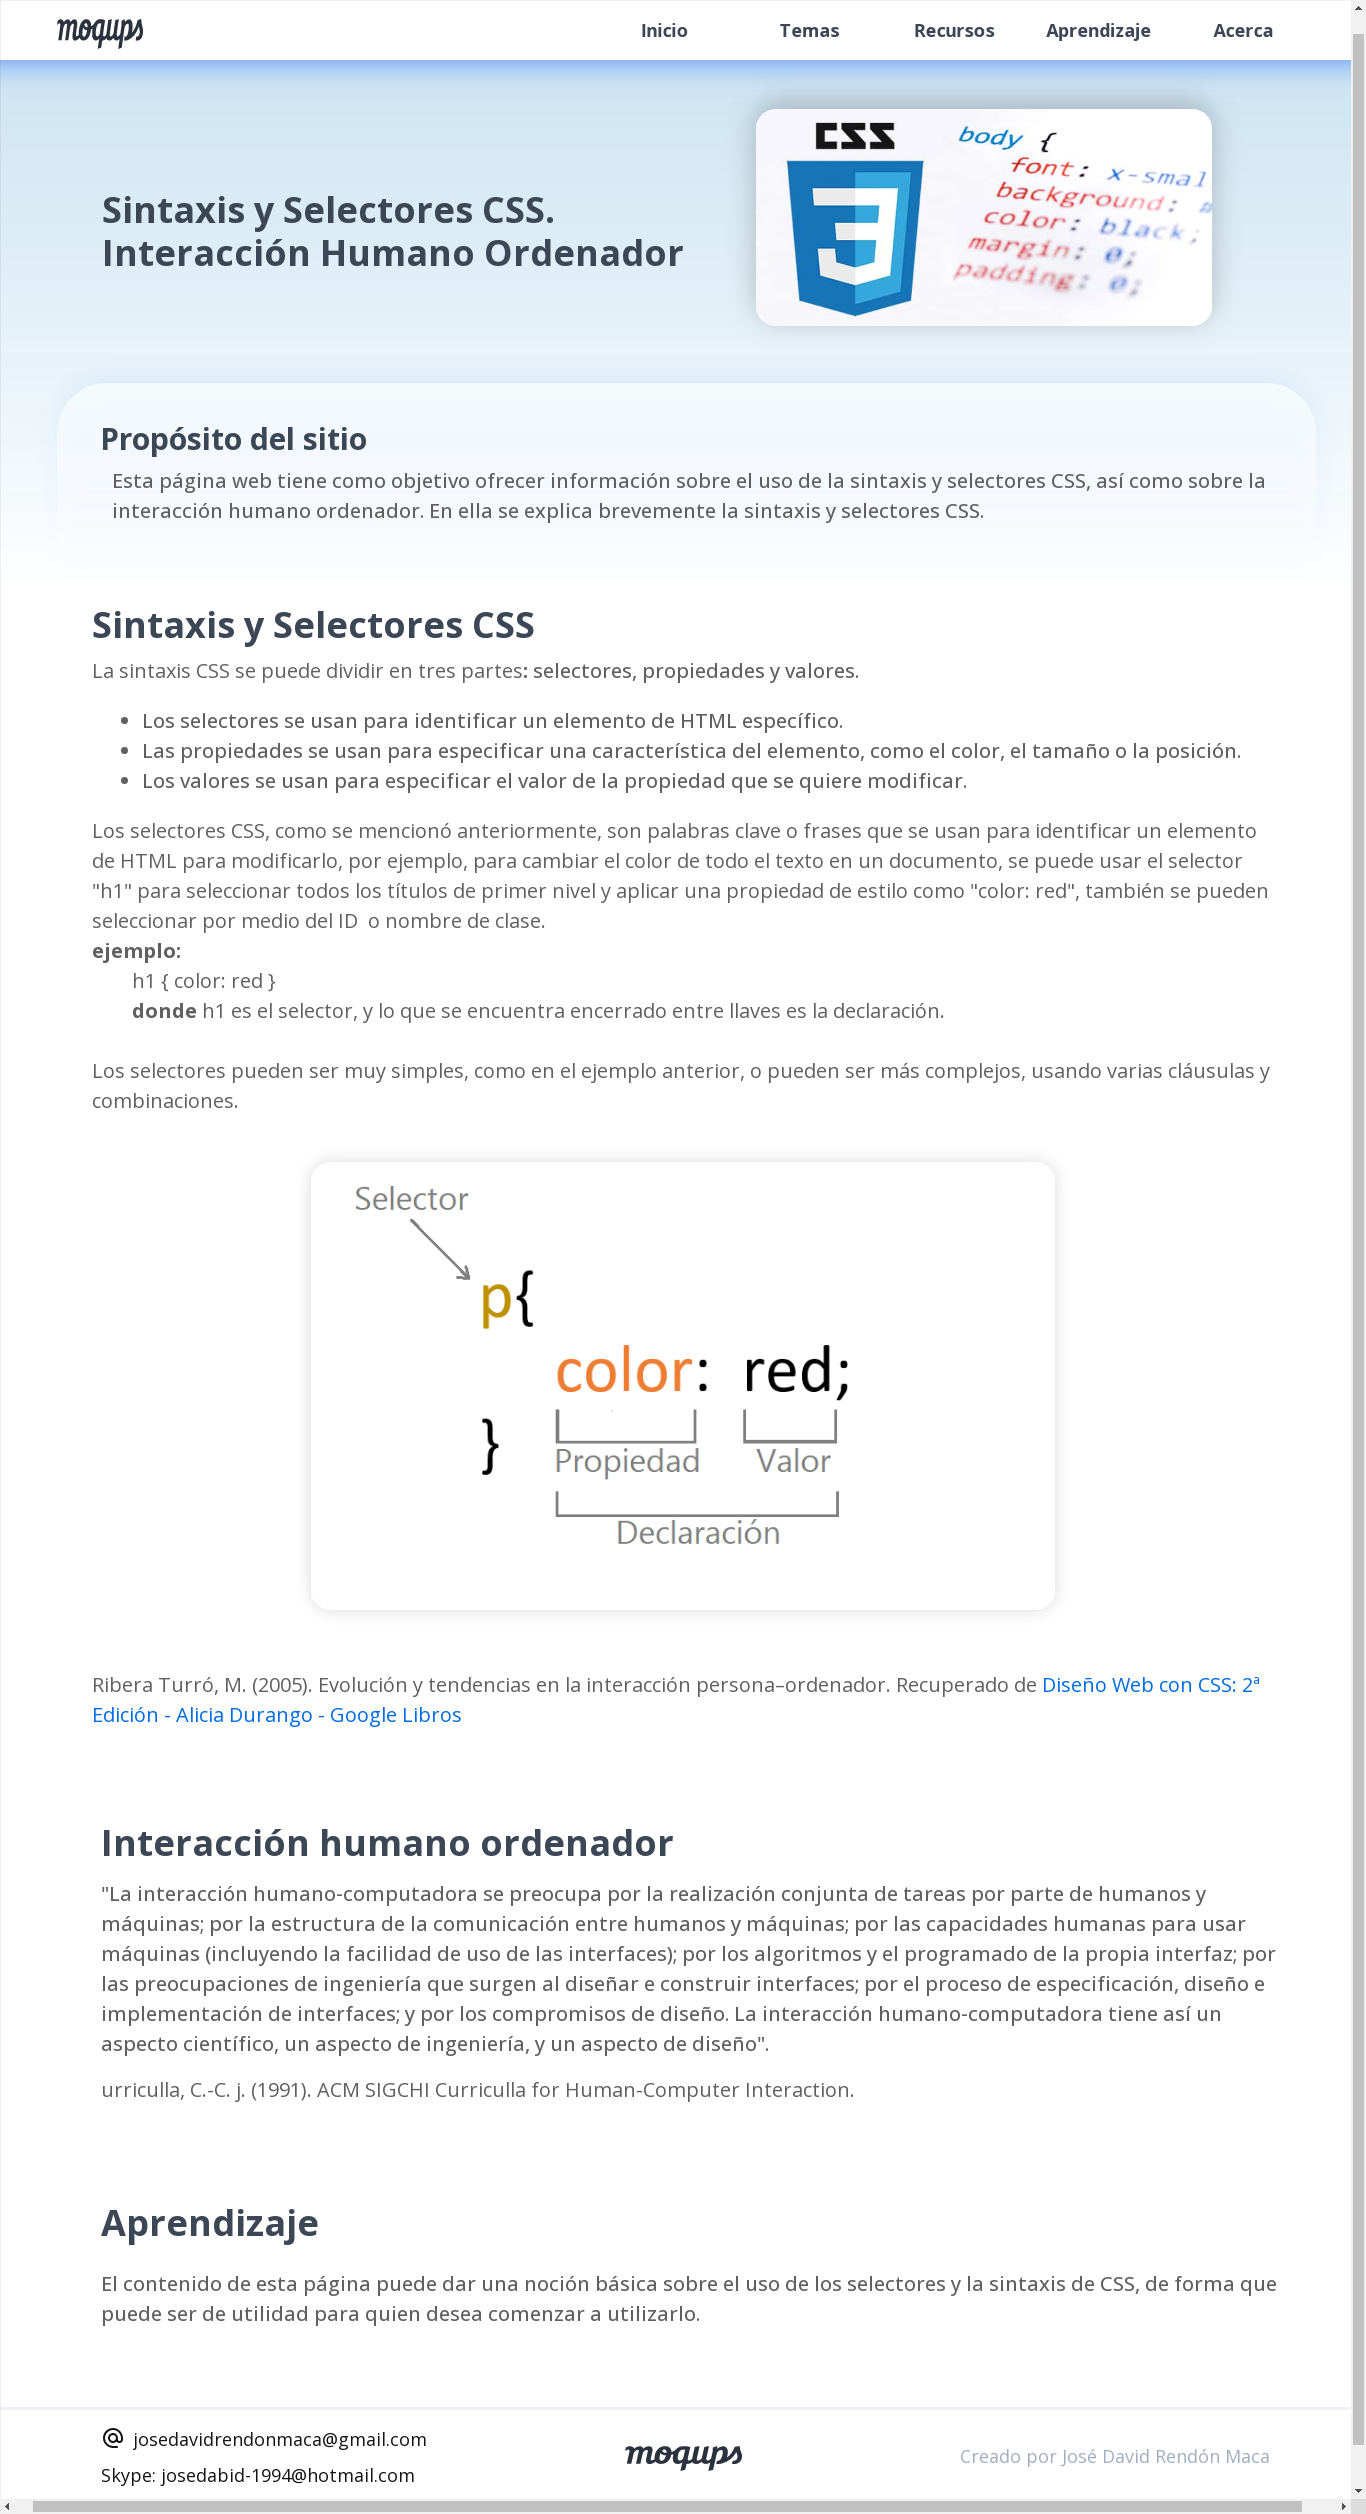 moqups
Inicio Temas Recursos Aprendizaje Acerca
CSS
body {
font: x-smal
background: #
color: black;
margin: 0;
padding: 0;
Sintaxis y Selectores CSS.
Interacción Humano Ordenador
Propósito del sitio
Esta página web tiene como objetivo ofrecer información sobre el uso de la sintaxis y selectores CSS, así como sobre la
interacción humano ordenador. En ella se explica brevemente la sintaxis y selectores CSS.
Sintaxis y Selectores CSS
La sintaxis CSS se puede dividir en tres partes: selectores, propiedades y valores.
• Los selectores se usan para identificar un elemento de HTML específico.
• Las propiedades se usan para especificar una característica del elemento, como el color, el tamaño o la posición.
• Los valores se usan para especificar el valor de la propiedad que se quiere modificar.
Los selectores CSS, como se mencionó anteriormente, son palabras clave o frases que se usan para identificar un elemento
de HTML para modificarlo, por ejemplo, para cambiar el color de todo el texto en un documento, se puede usar el selector
"h1" para seleccionar todos los títulos de primer nivel y aplicar una propiedad de estilo como "color: red", también se pueden
seleccionar por medio del ID o nombre de clase.
ejemplo:
h1 { color: red }
donde h1 es el selector, y lo que se encuentra encerrado entre llaves es la declaración.
Los selectores pueden ser muy simples, como en el ejemplo anterior, o pueden ser más complejos, usando varias cláusulas y
combinaciones.
Selector
p{
color: red;
}
Propiedad Valor
Declaración
Ribera Turró, M. (2005). Evolución y tendencias en la interacción persona–ordenador. Recuperado de Diseño Web con CSS: 2ª
Edición - Alicia Durango - Google Libros
Interacción humano ordenador
"La interacción humano-computadora se preocupa por la realización conjunta de tareas por parte de humanos y
máquinas; por la estructura de la comunicación entre humanos y máquinas; por las capacidades humanas para usar
máquinas (incluyendo la facilidad de uso de las interfaces); por los algoritmos y el programado de la propia interfaz; por
las preocupaciones de ingeniería que surgen al diseñar e construir interfaces; por el proceso de especificación, diseño e
implementación de interfaces; y por los compromisos de diseño. La interacción humano-computadora tiene así un
aspecto científico, un aspecto de ingeniería, y un aspecto de diseño".
urriculla, C.-C. j. (1991). ACM SIGCHI Curriculla for Human-Computer Interaction.
Aprendizaje
El contenido de esta página puede dar una noción básica sobre el uso de los selectores y la sintaxis de CSS, de forma que
puede ser de utilidad para quien desea comenzar a utilizarlo.
@ josedavidrendonmaca@gmail.com
Skype: josedabid-1994@hotmail.com
moqups
Creado por José David Rendón Maca